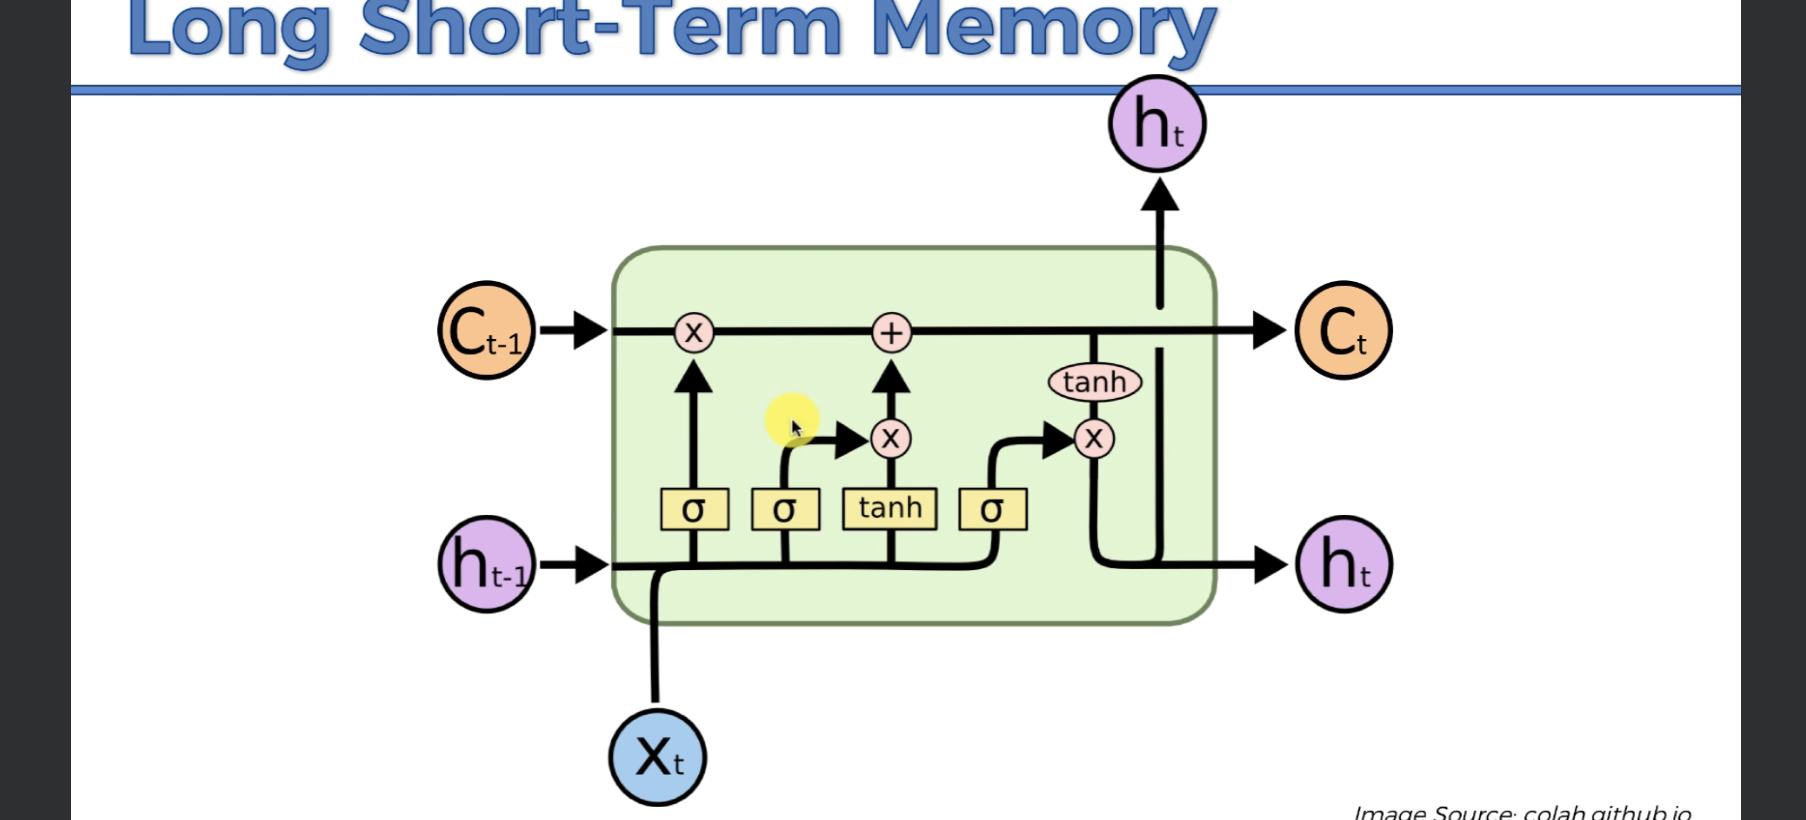 Long Short-Term Memory
ht
Ct-1
x
+
Ct
tanh
x
x
σ
σ
tanh
σ
ht-1
ht
xt
Image Source: colah.github.io